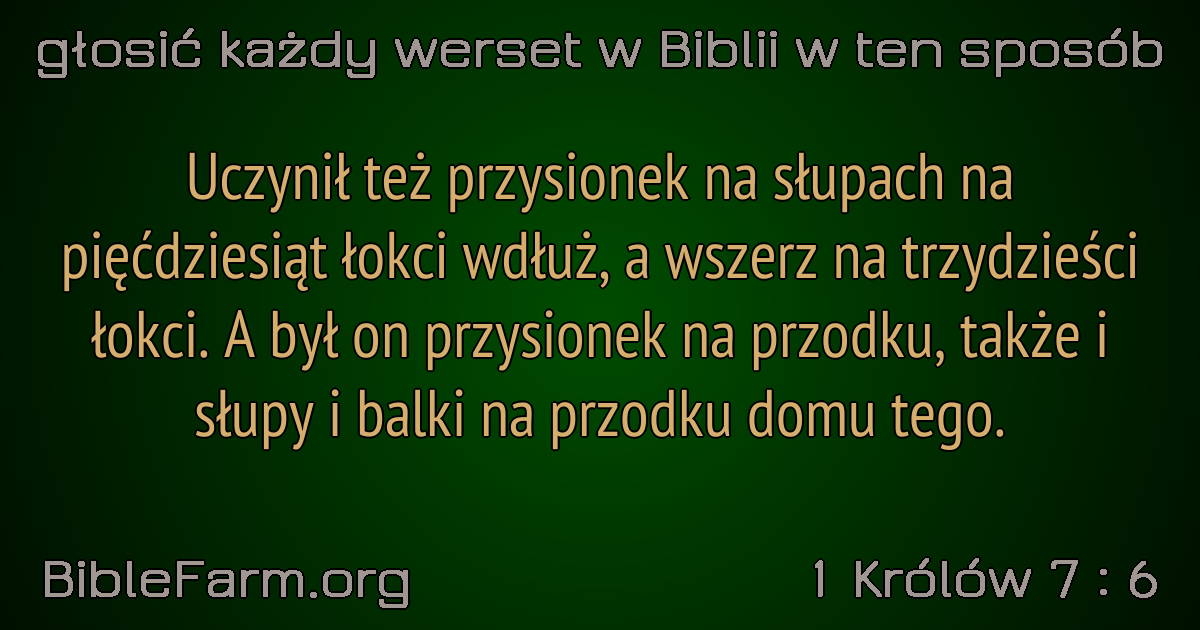 głosić każdy werset w Biblii w ten sposób
Uczynił też przysionek na słupach na
pięćdziesiąt łokci wdłuż, a wszerz na trzydzieści
łokci. A był on przysionek na przodku, także i
słupy i balki na przodku domu tego.
BibleFarm.org
1 Królów 7 : 6